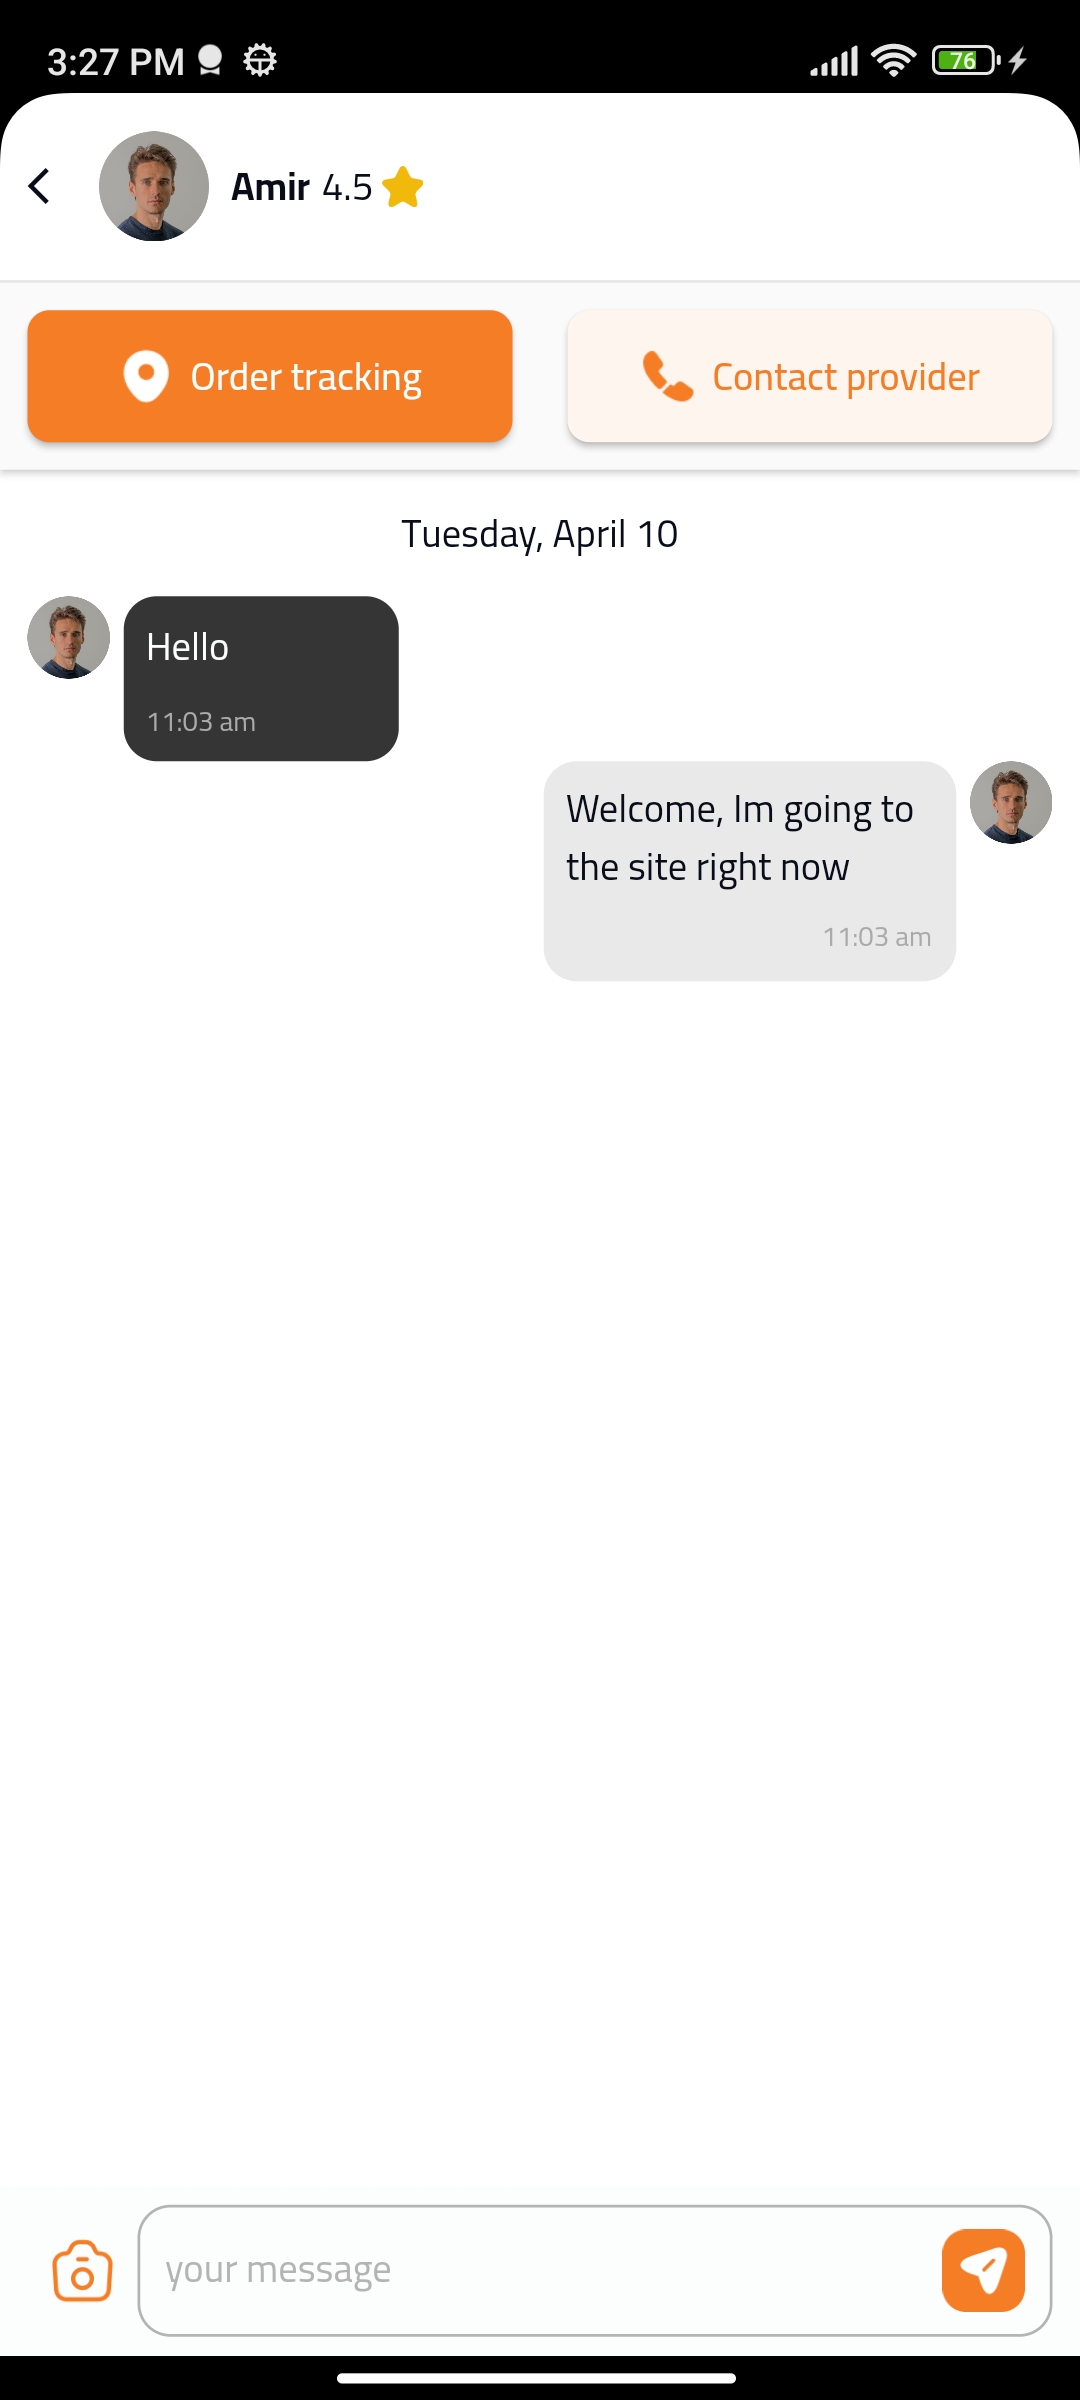 3:27 PM
76
Amir 4.5
Order tracking
Contact provider
Tuesday, April 10
Hello
11:03 am
Welcome, Im going to
the site right now
11:03 am
your message